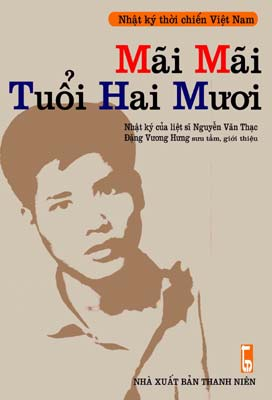 Nhật ký thời chiến Việt Nam
Mãi Mãi
Tuổi Hai Mươi
Nhật ký của liệt sĩ Nguyễn Văn Thạc
Đặng Vương Hưng sưu tầm, giới thiệu
NHÀ XUẤT BẢN THANH NIÊN